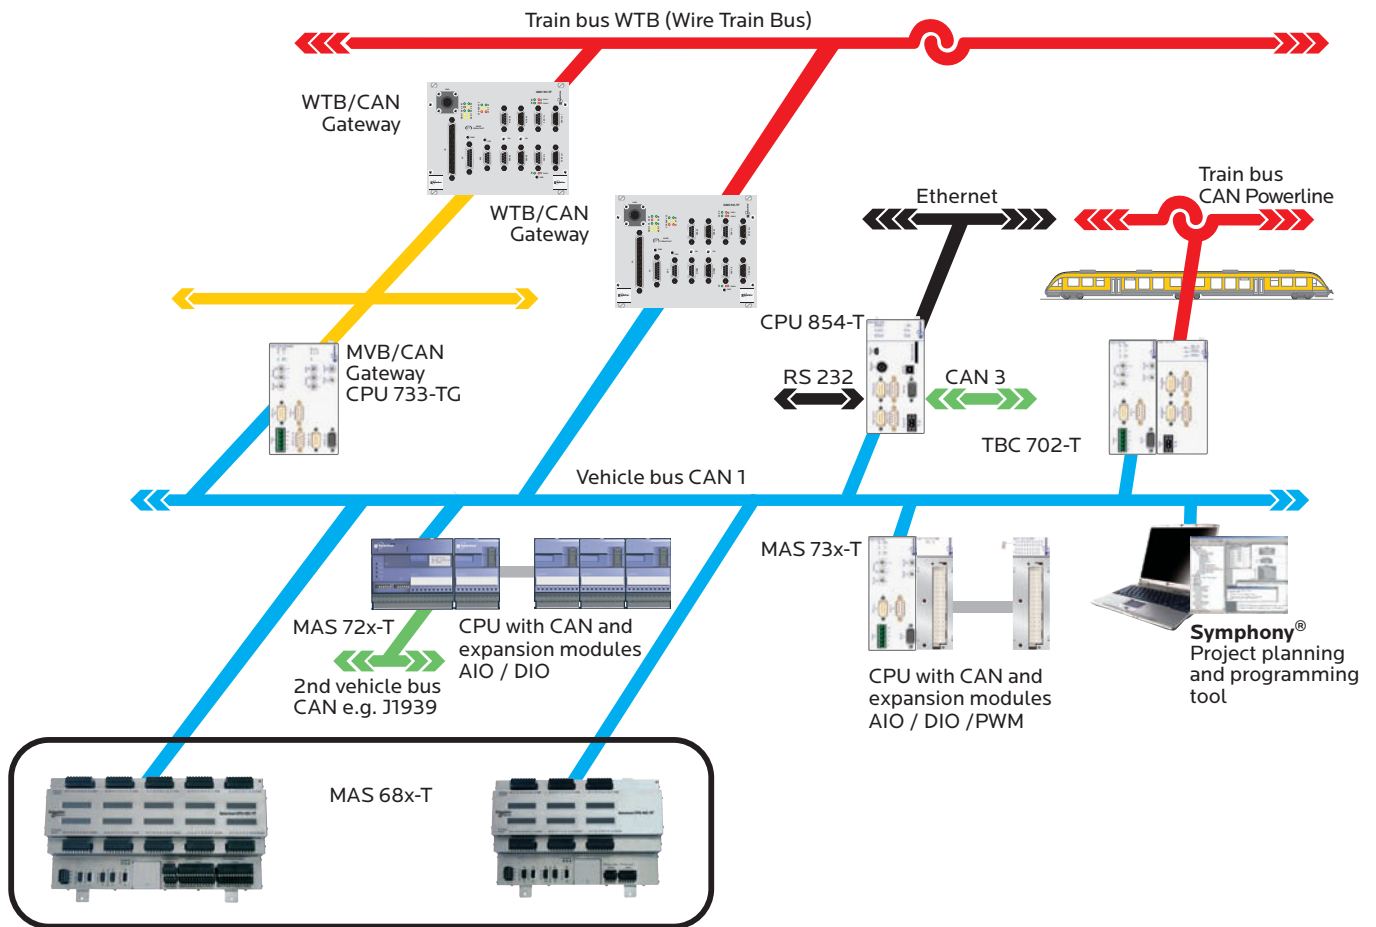 Train bus WTB (Wire Train Bus)
WTB/CAN
Gateway
WTB/CAN
Gateway
Ethernet
Train bus
CAN Powerline
CPU 854-T
MVB/CAN
Gateway
CPU 733-TG
RS 232
CAN 3
TBC 702-T
Vehicle bus CAN 1
MAS 73x-T
MAS 72x-T
CPU with CAN and
expansion modules
AIO / DIO
2nd vehicle bus
CAN e.g. J1939
CPU with CAN and
expansion modules
AIO / DIO /PWM
Symphony®
Project planning
and programming
tool
MAS 68x-T